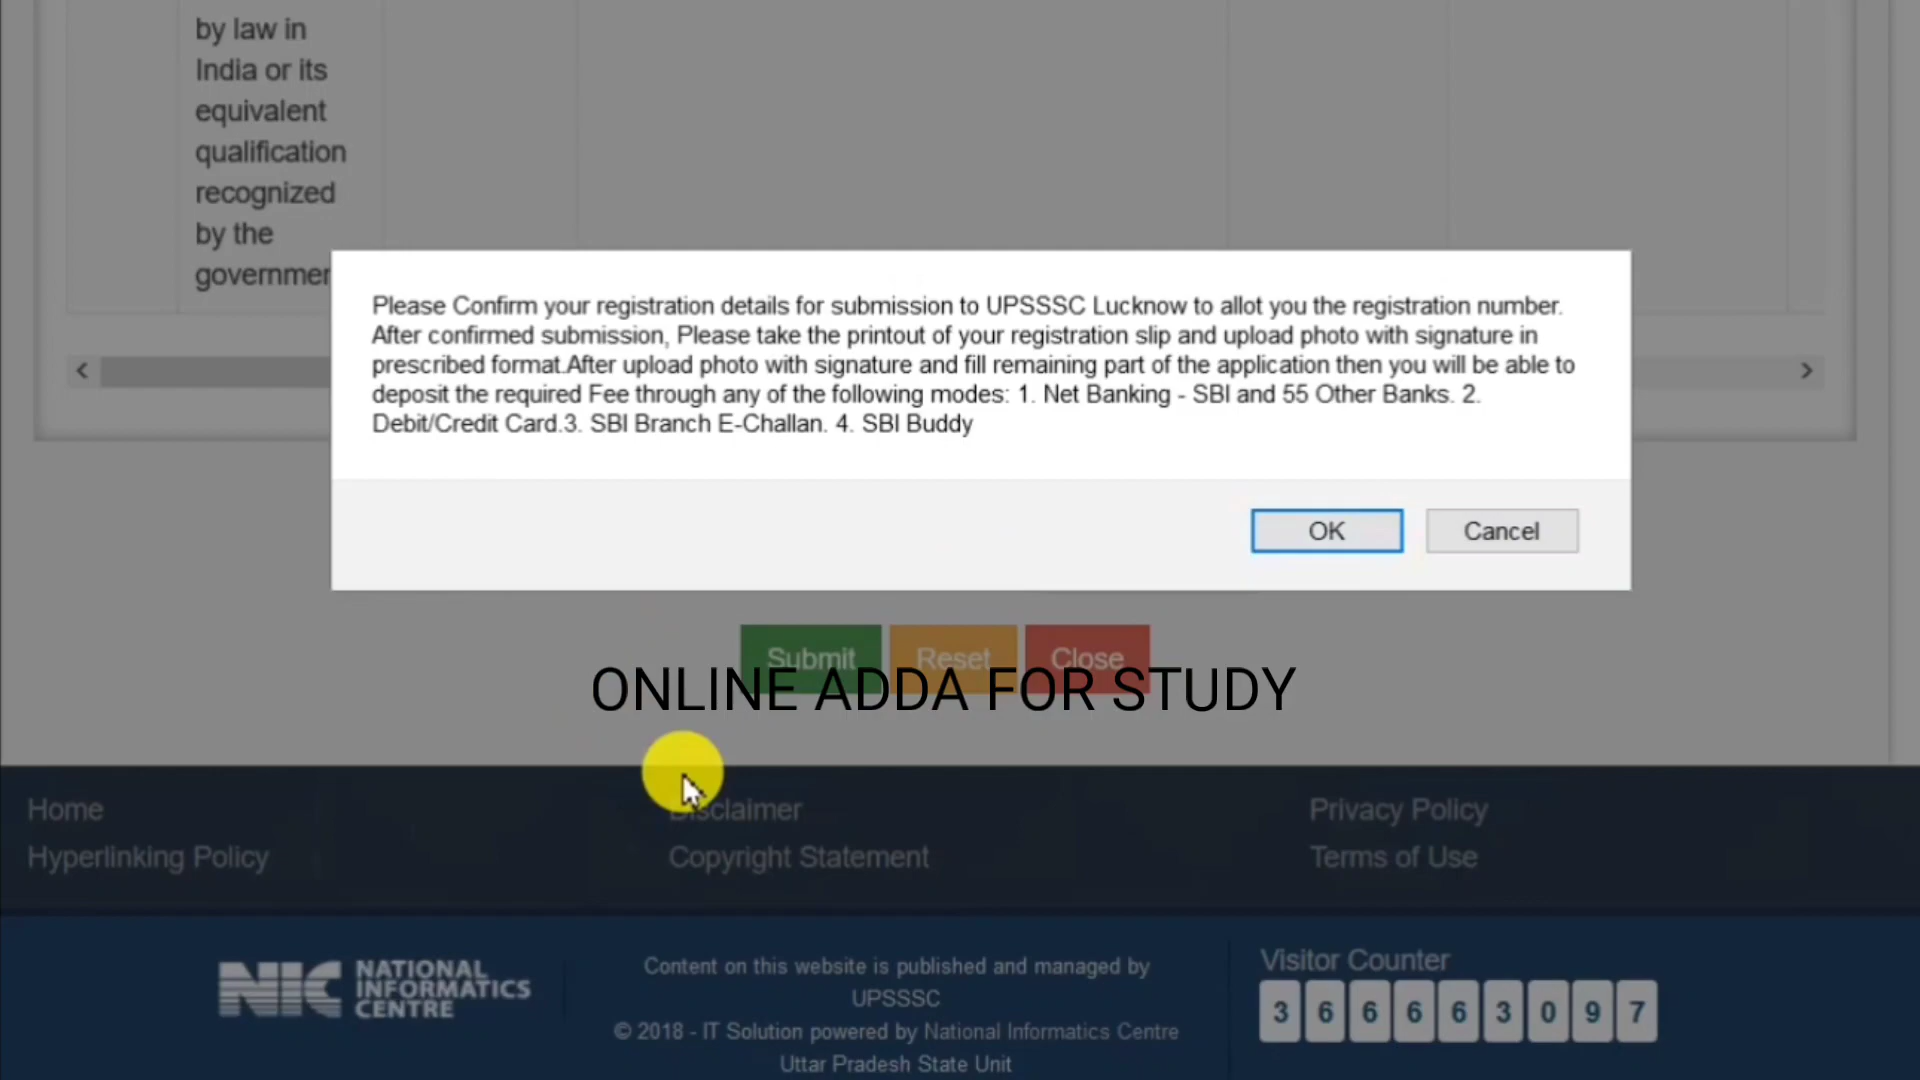 by law in
India or its
equivalent
qualification
recognized
by the
Please Confirm your registration details for submission to UPSSSC Lucknow to allot you the registration number.
After confirmed submission, Please take the printout of your registration slip and upload photo with signature in
prescribed format.After upload photo with signature and fill remaining part of the application then you will be able to
deposit the required Fee through any of the following modes: 1. Net Banking - SBI and 55 Other Banks. 2.
Debit/Credit Card.3. SBI Branch E-Challan. 4. SBI Buddy
OK Cancel
Submit Reset Close
ONLINE ADDA FOR STUDY
Home Disclaimer Privacy Policy
Hyperlinking Policy Copyright Statement Terms of Use
NIC NATIONAL
INFORMATICS
CENTRE
Content on this website is published and managed by
UPSSSC
© 2018 - IT Solution powered by National Informatics Centre
Uttar Pradesh State Unit
Visitor Counter
3 6 6 6 6 3 0 9 7